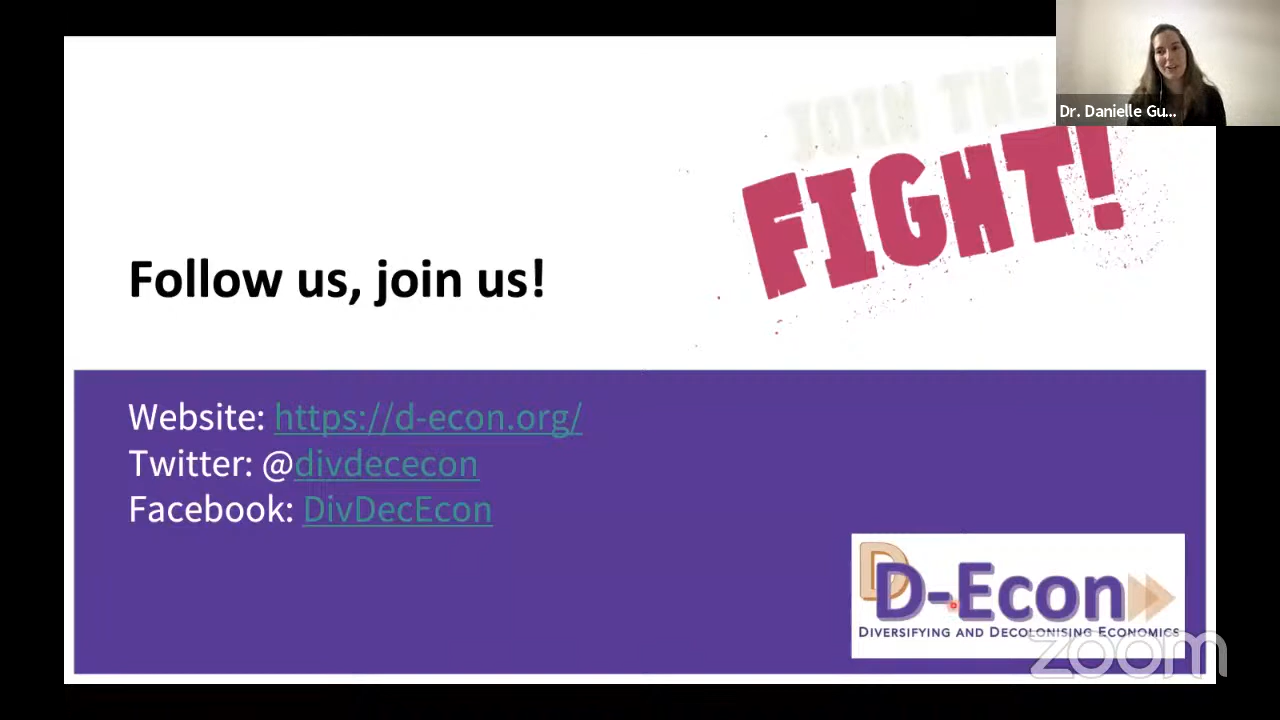 JOIN THE
FIGHT!
Dr. Danielle Gu...
Follow us, join us!
Website: https://d-econ.org/
Twitter: @divdececon
Facebook: DivDecEcon
D
D-Econ
DIVERSIFYING AND DECOLONISING ECONOMICS
zoom